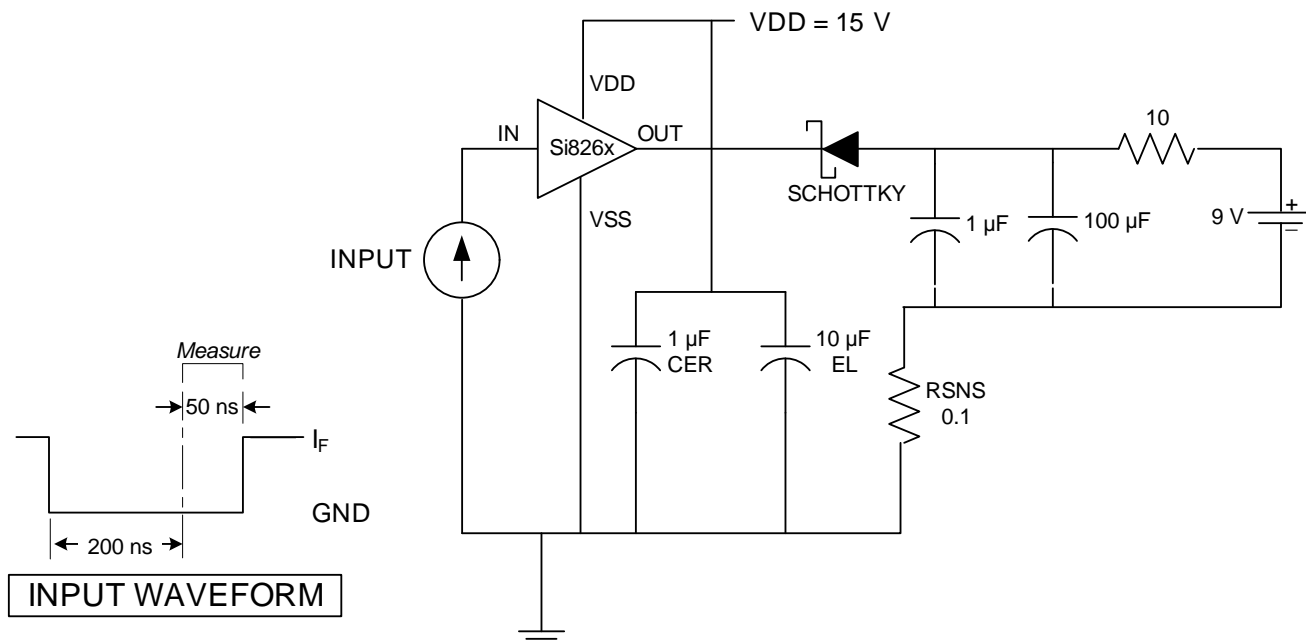 VDD = 15 V
VDD
10
IN
OUT
Si826x
SCHOTTKY
1 µF
100 µF
9 V
+
–
VSS
INPUT
1 µF
CER
10 µF
EL
RSNS
0.1
Measure
50 ns
IF
GND
200 ns
INPUT WAVEFORM